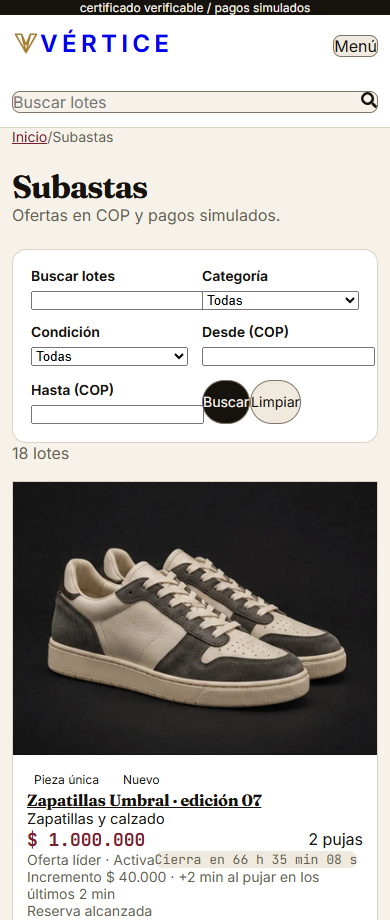 certificado verificable / pagos simulados
VÉRTICE
Menú
Buscar lotes
Inicio/Subastas
Subastas
Ofertas en COP y pagos simulados.
Buscar lotes
Categoría
Todas
Condición
Desde (COP)
Todas
Hasta (COP)
Buscar
Limpiar
18 lotes
Pieza única
Nuevo
Zapatillas Umbral · edición 07
Zapatillas y calzado
$ 1.000.000
2 pujas
Oferta líder · Activa
Cierra en 66 h 35 min 08 s
Incremento $ 40.000 · +2 min al pujar en los
últimos 2 min
Reserva alcanzada